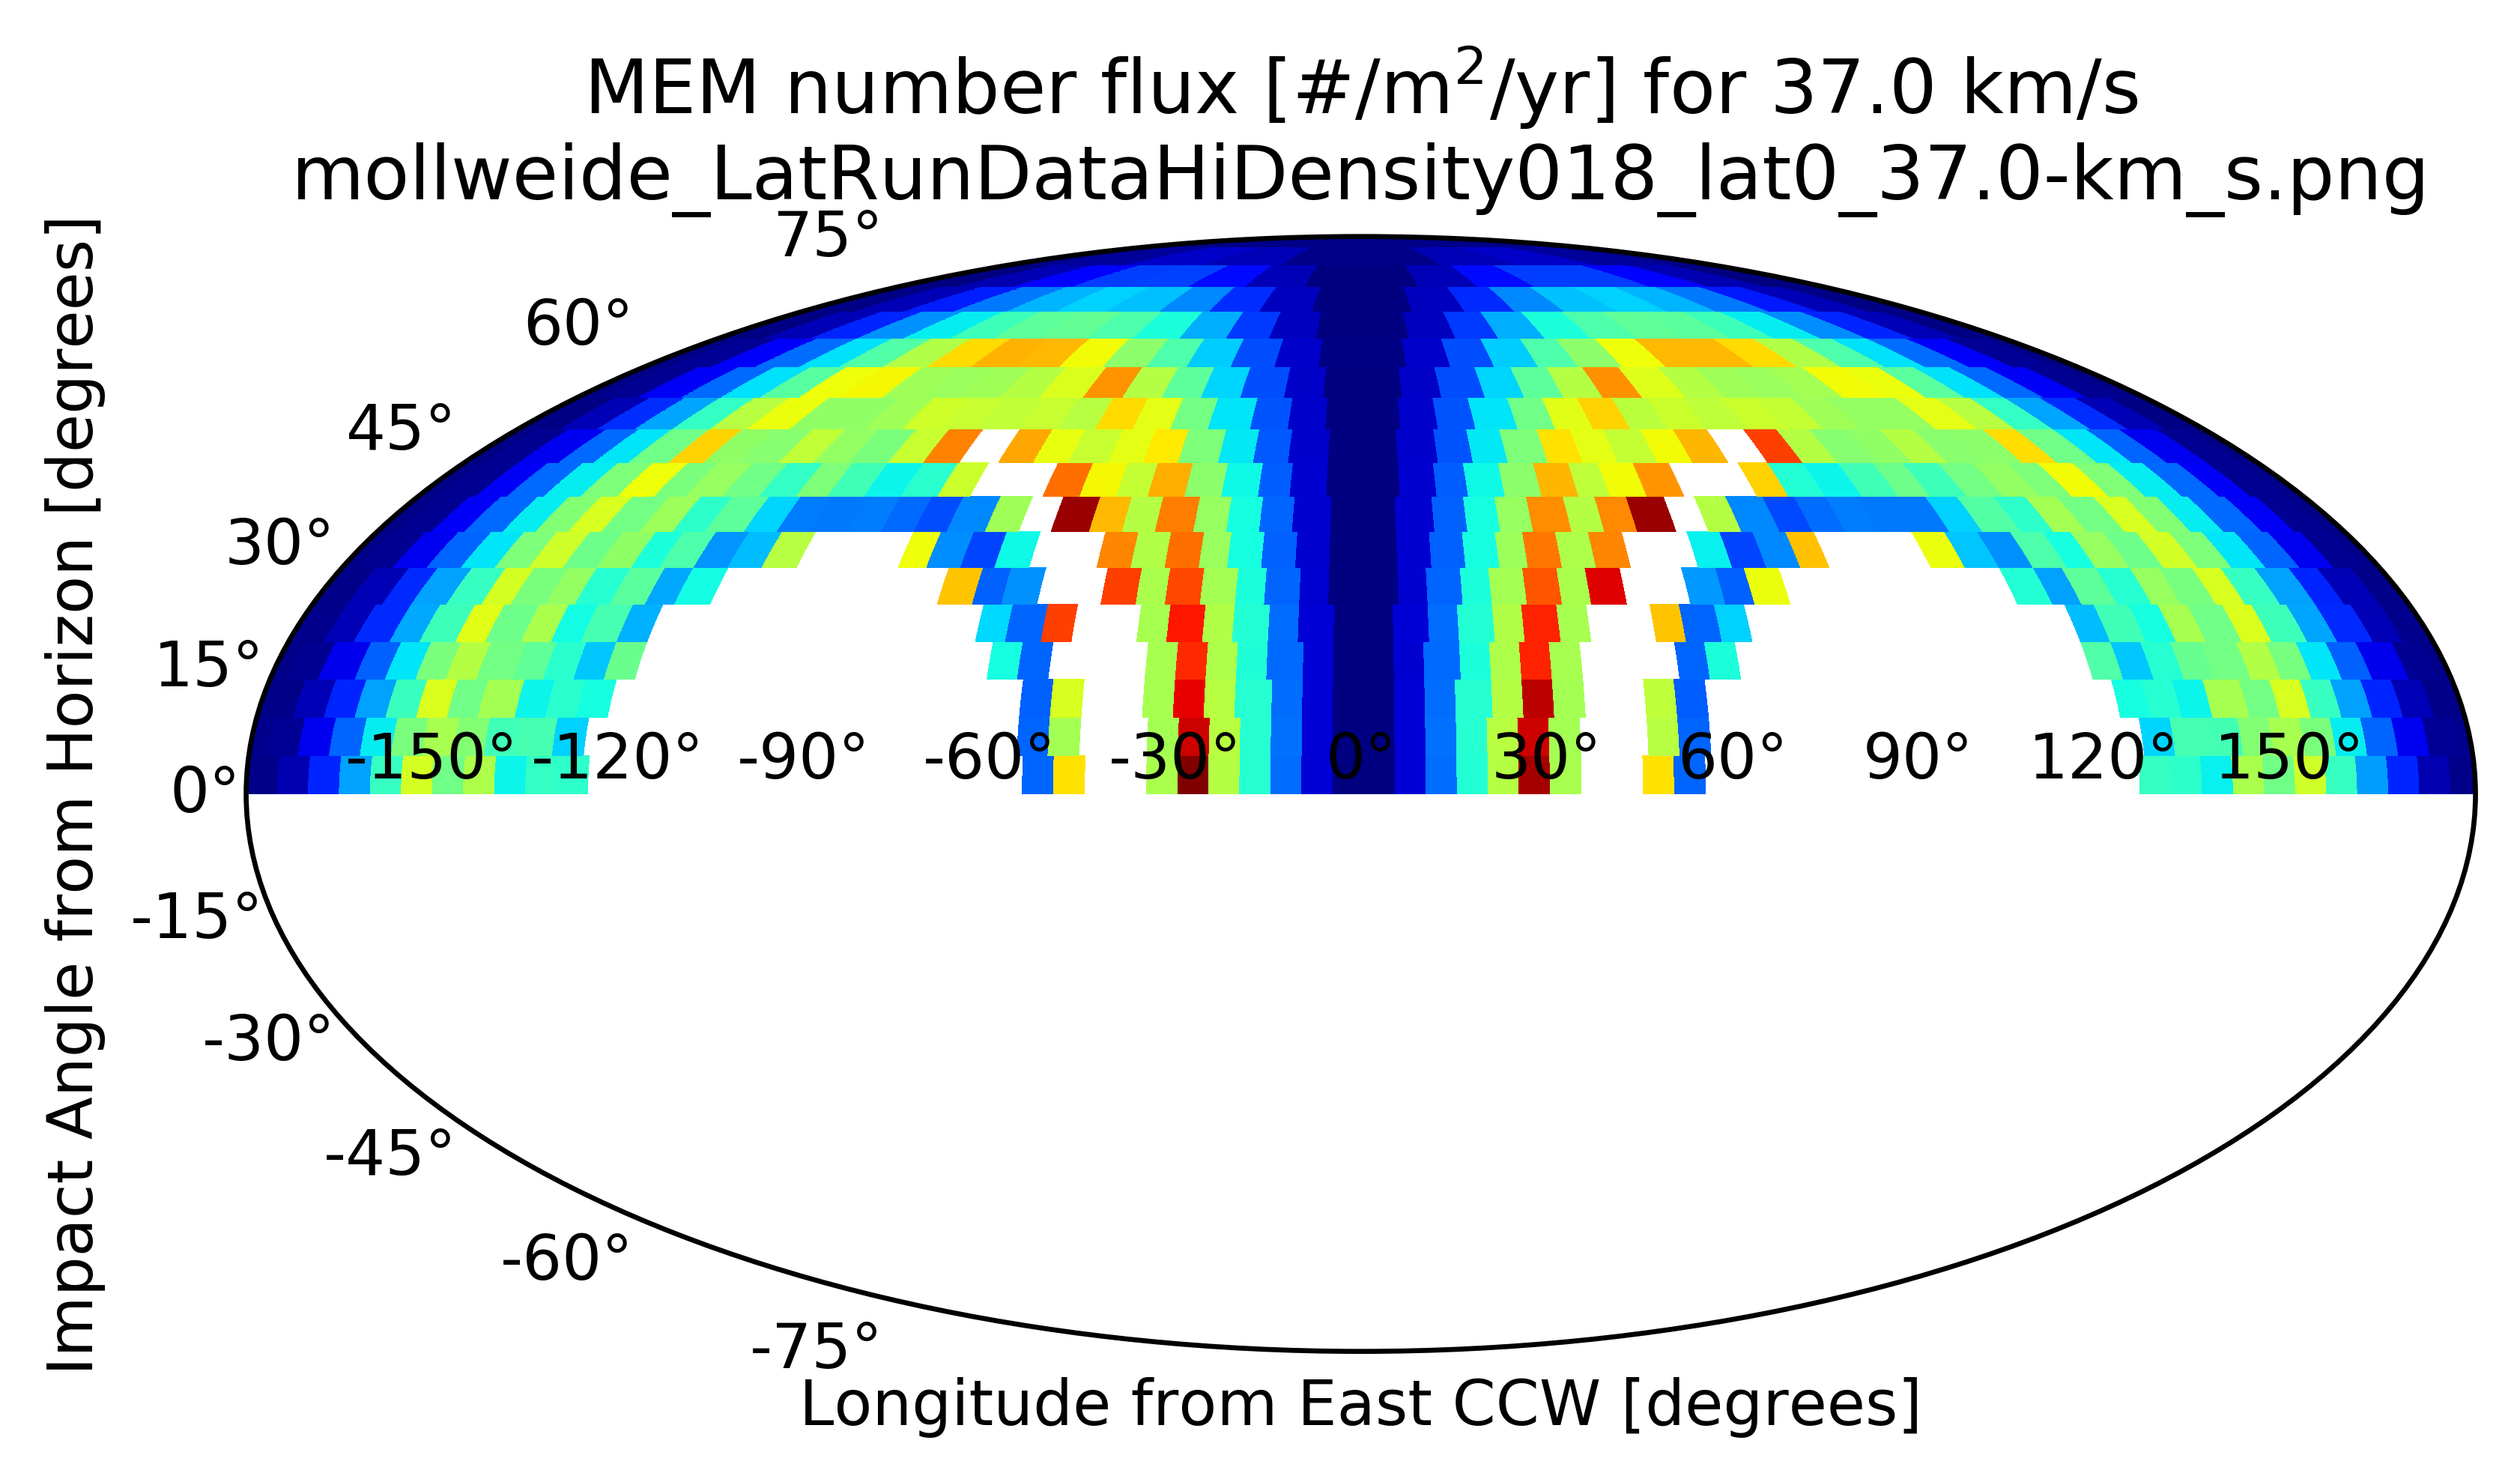 MEM number flux [#/m²/yr] for 37.0 km/s
mollweide_LatRunDataHiDensity018_lat0_37.0-km_s.png
75°
60°
45°
30°
15°
0°
-150° -120° -90° -60° -30° 0° 30° 60° 90° 120° 150°
-15°
-30°
-45°
-60°
-75°
Impact Angle from Horizon [degrees]
Longitude from East CCW [degrees]